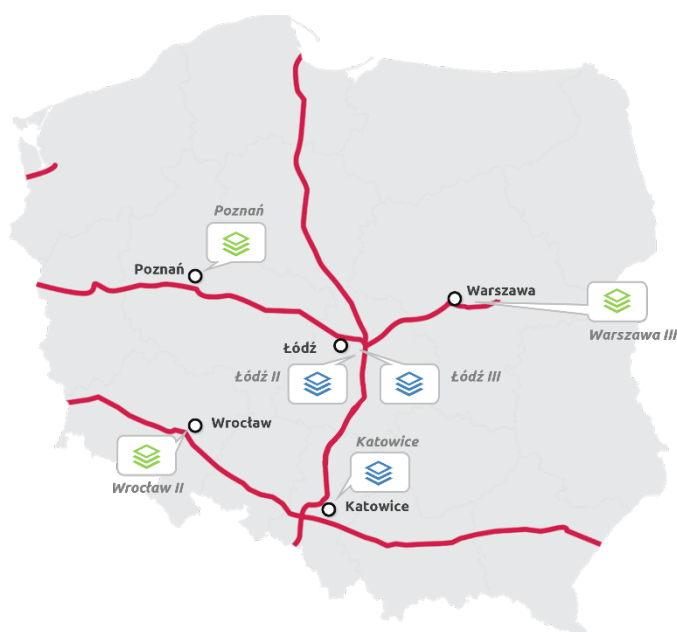 Poznań
Poznań
Warszawa
Warszawa III
Łódź
Łódź II
Łódź III
Wrocław
Katowice
Wrocław II
Katowice